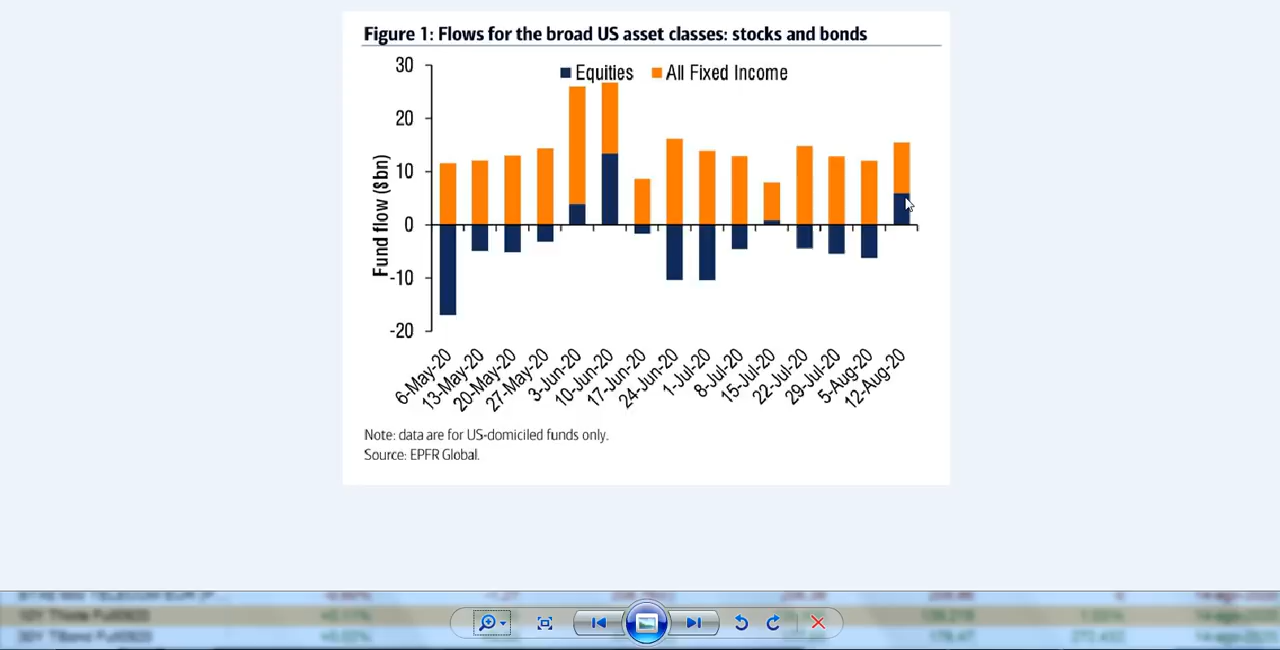 Figure 1: Flows for the broad US asset classes: stocks and bonds
Equities All Fixed Income
Fund flow ($bn)
30
20
10
0
-10
-20
6-May-20 13-May-20 20-May-20 27-May-20 3-Jun-20 10-Jun-20 17-Jun-20 24-Jun-20 1-Jul-20 8-Jul-20 15-Jul-20 22-Jul-20 29-Jul-20 5-Aug-20 12-Aug-20
Note: data are for US-domiciled funds only.
Source: EPFR Global.